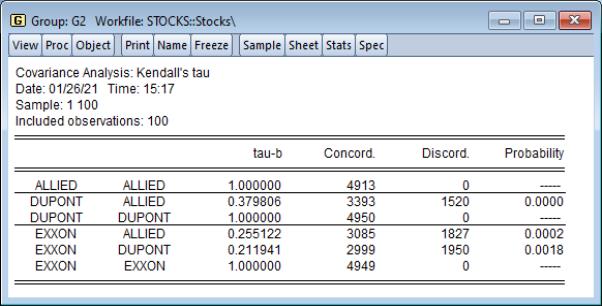 G Group: G2 Workfile: STOCKS::Stocks\
View Proc Object Print Name Freeze Sample Sheet Stats Spec
Covariance Analysis: Kendall's tau
Date: 01/26/21 Time: 15:17
Sample: 1 100
Included observations: 100
tau-b Concord. Discord. Probability
ALLIED ALLIED 1.000000 4913 0 -----
DUPONT ALLIED 0.379806 3393 1520 0.0000
DUPONT DUPONT 1.000000 4950 0 -----
EXXON ALLIED 0.255122 3085 1827 0.0002
EXXON DUPONT 0.211941 2999 1950 0.0018
EXXON EXXON 1.000000 4949 0 -----